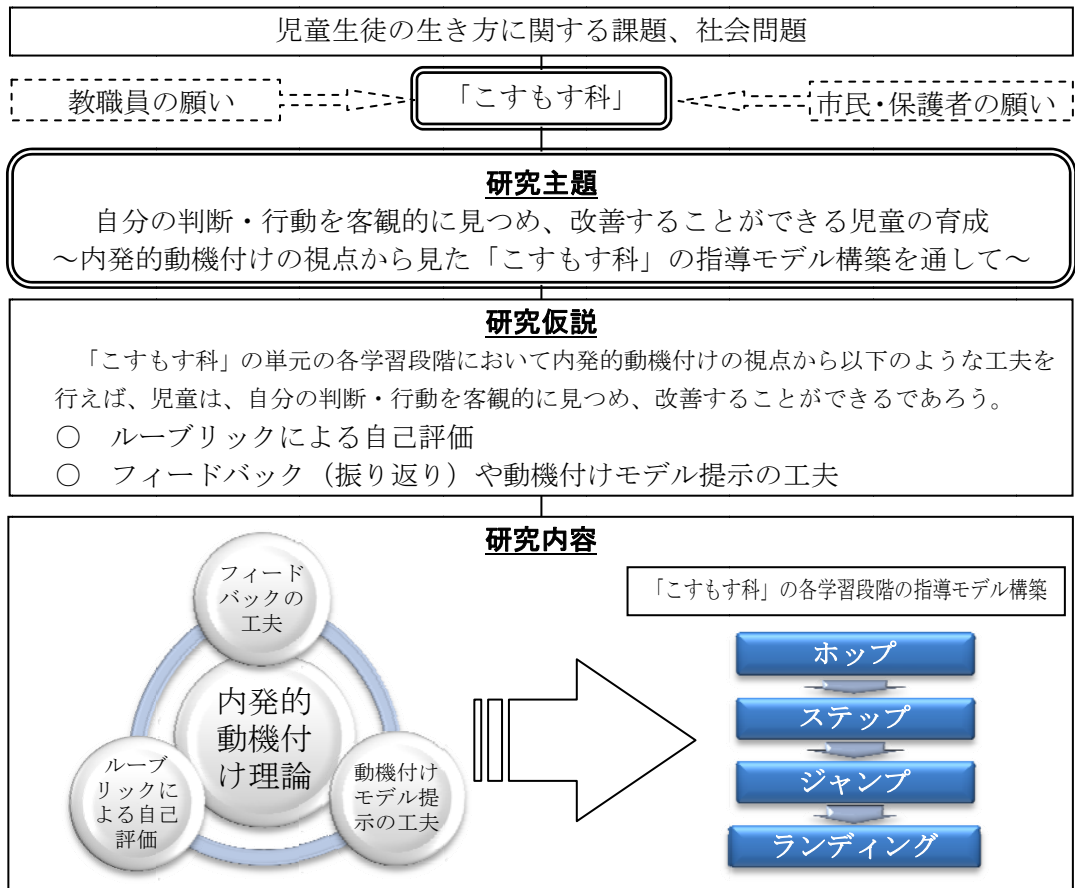 児童生徒の生き方に関する課題、社会問題
教職員の願い
「こすもす科」
市民・保護者の願い
研究主題
自分の判断・行動を客観的に見つめ、改善することができる児童の育成
～内発的動機付けの視点から見た「こすもす科」の指導モデル構築を通して～
研究仮説
「こすもす科」の単元の各学習段階において内発的動機付けの視点から以下のような工夫を
行えば、児童は、自分の判断・行動を客観的に見つめ、改善することができるであろう。
○　ルーブリックによる自己評価
○　フィードバック（振り返り）や動機付けモデル提示の工夫
研究内容
フィード
バックの
工夫
内発的
動機付
け理論
ルーブ
リックに
よる自己
評価
動機付け
モデル提
示の工夫
「こすもす科」の各学習段階の指導モデル構築
ホップ
ステップ
ジャンプ
ランディング